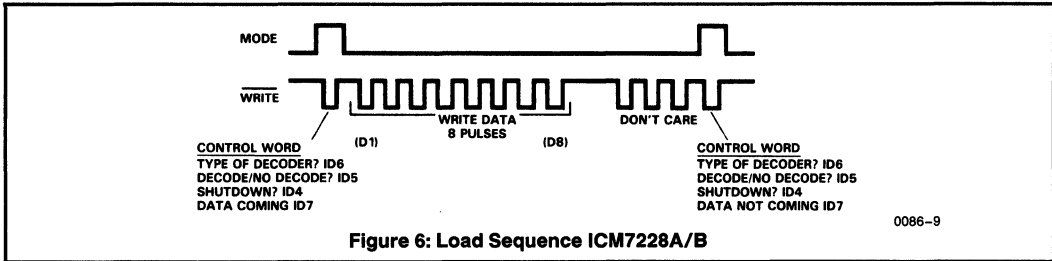 MODE
WRITE
WRITE DATA
8 PULSES
DON'T CARE
(D1)
(D8)
CONTROL WORD
TYPE OF DECODER? ID6
DECODE/NO DECODE? ID5
SHUTDOWN? ID4
DATA COMING ID7
CONTROL WORD
TYPE OF DECODER? ID6
DECODE/NO DECODE? ID5
SHUTDOWN? ID4
DATA NOT COMING ID7
0086-9
Figure 6: Load Sequence ICM7228A/B